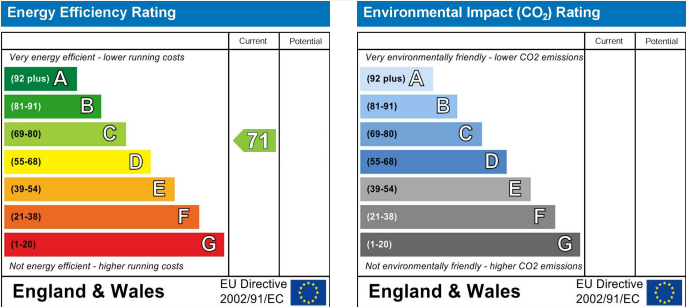 Energy Efficiency Rating
Current Potential
Very energy efficient - lower running costs
(92 plus) A
(81-91) B
(69-80) C
71
(55-68) D
(39-54) E
(21-38) F
(1-20) G
Not energy efficient - higher running costs
England & Wales
EU Directive
2002/91/EC
Environmental Impact (CO₂) Rating
Current Potential
Very environmentally friendly - lower CO2 emissions
(92 plus) A
(81-91) B
(69-80) C
(55-68) D
(39-54) E
(21-38) F
(1-20) G
Not environmentally friendly - higher CO2 emissions
England & Wales
EU Directive
2002/91/EC